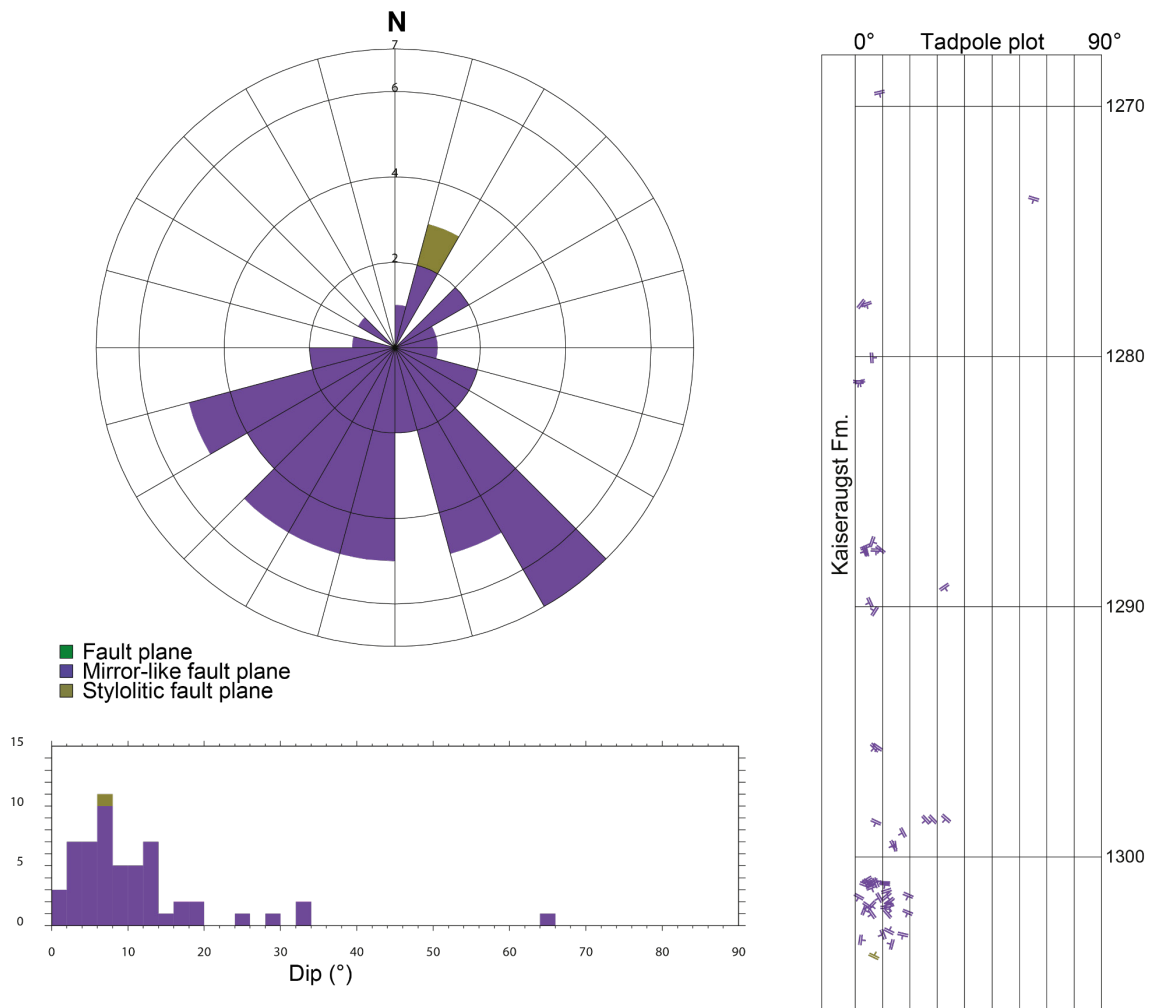 N
7
6
4
2
Fault plane
Mirror-like fault plane
Stylolitic fault plane
15
10
5
0
0 10 20 30 40 50 60 70 80 90
Dip (°)
0° Tadpole plot 90°
1270
1280
Kaiseraugst Fm.
1290
1300